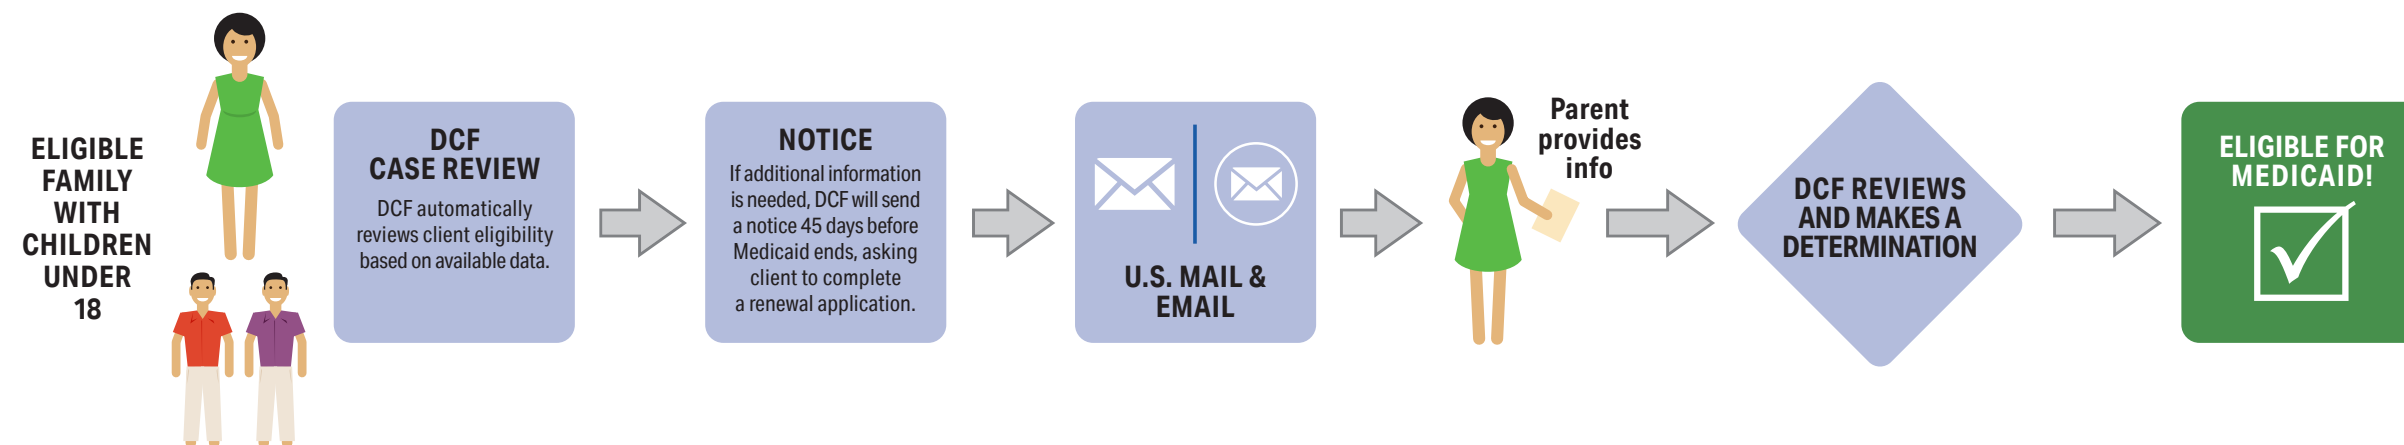 ELIGIBLE
FAMILY
WITH
CHILDREN
UNDER
18
DCF
CASE REVIEW
DCF automatically
reviews client eligibility
based on available data.
NOTICE
If additional information
is needed, DCF will send
a notice 45 days before
Medicaid ends, asking
client to complete
a renewal application.
U.S. MAIL &
EMAIL
Parent
provides
info
DCF REVIEWS
AND MAKES A
DETERMINATION
ELIGIBLE FOR
MEDICAID!